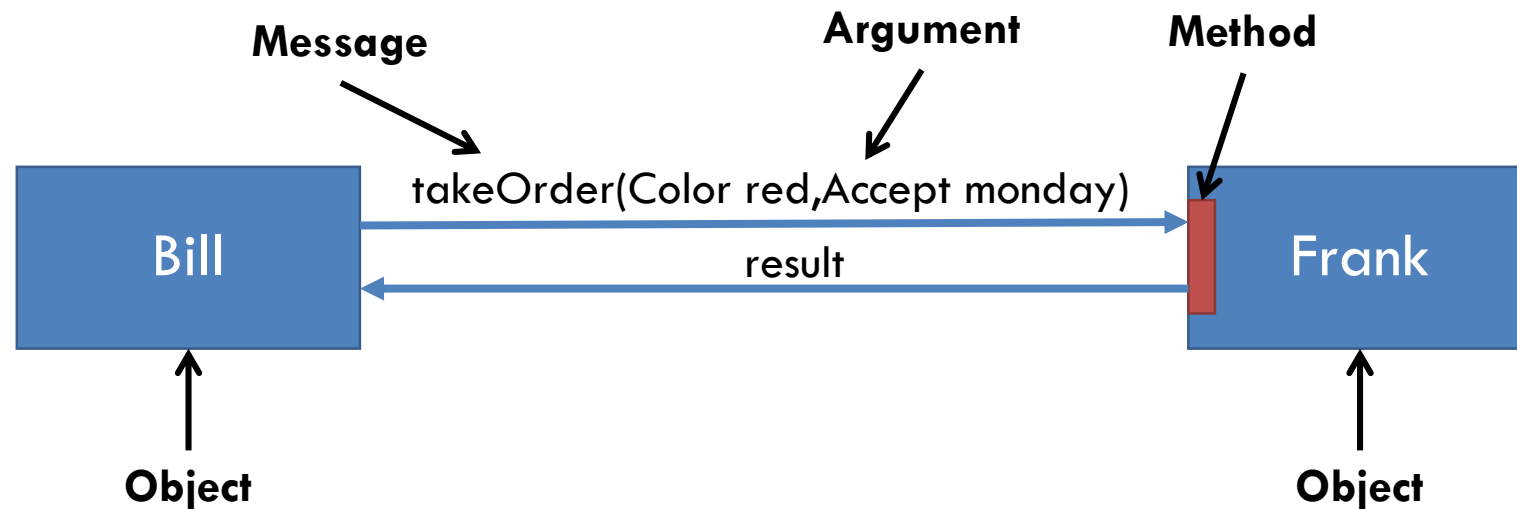 Message
Argument
Method
takeOrder(Color red,Accept monday)
Bill
result
Frank
Object
Object